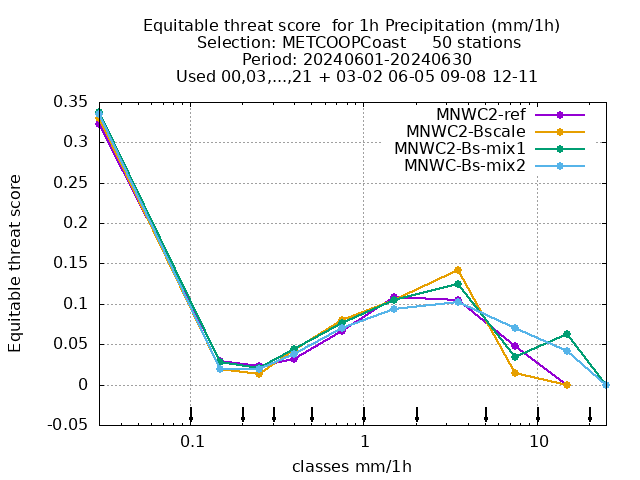 Equitable threat score  for 1h Precipitation (mm/1h)
Selection: METCOOPCoast     50 stations
Period: 20240601-20240630
Used 00,03,...,21 + 03-02 06-05 09-08 12-11
MNWC2-ref
MNWC2-Bscale
MNWC2-Bs-mix1
MNWC-Bs-mix2
Equitable threat score
0.35
0.3
0.25
0.2
0.15
0.1
0.05
0
-0.05
0.1
1
10
classes mm/1h